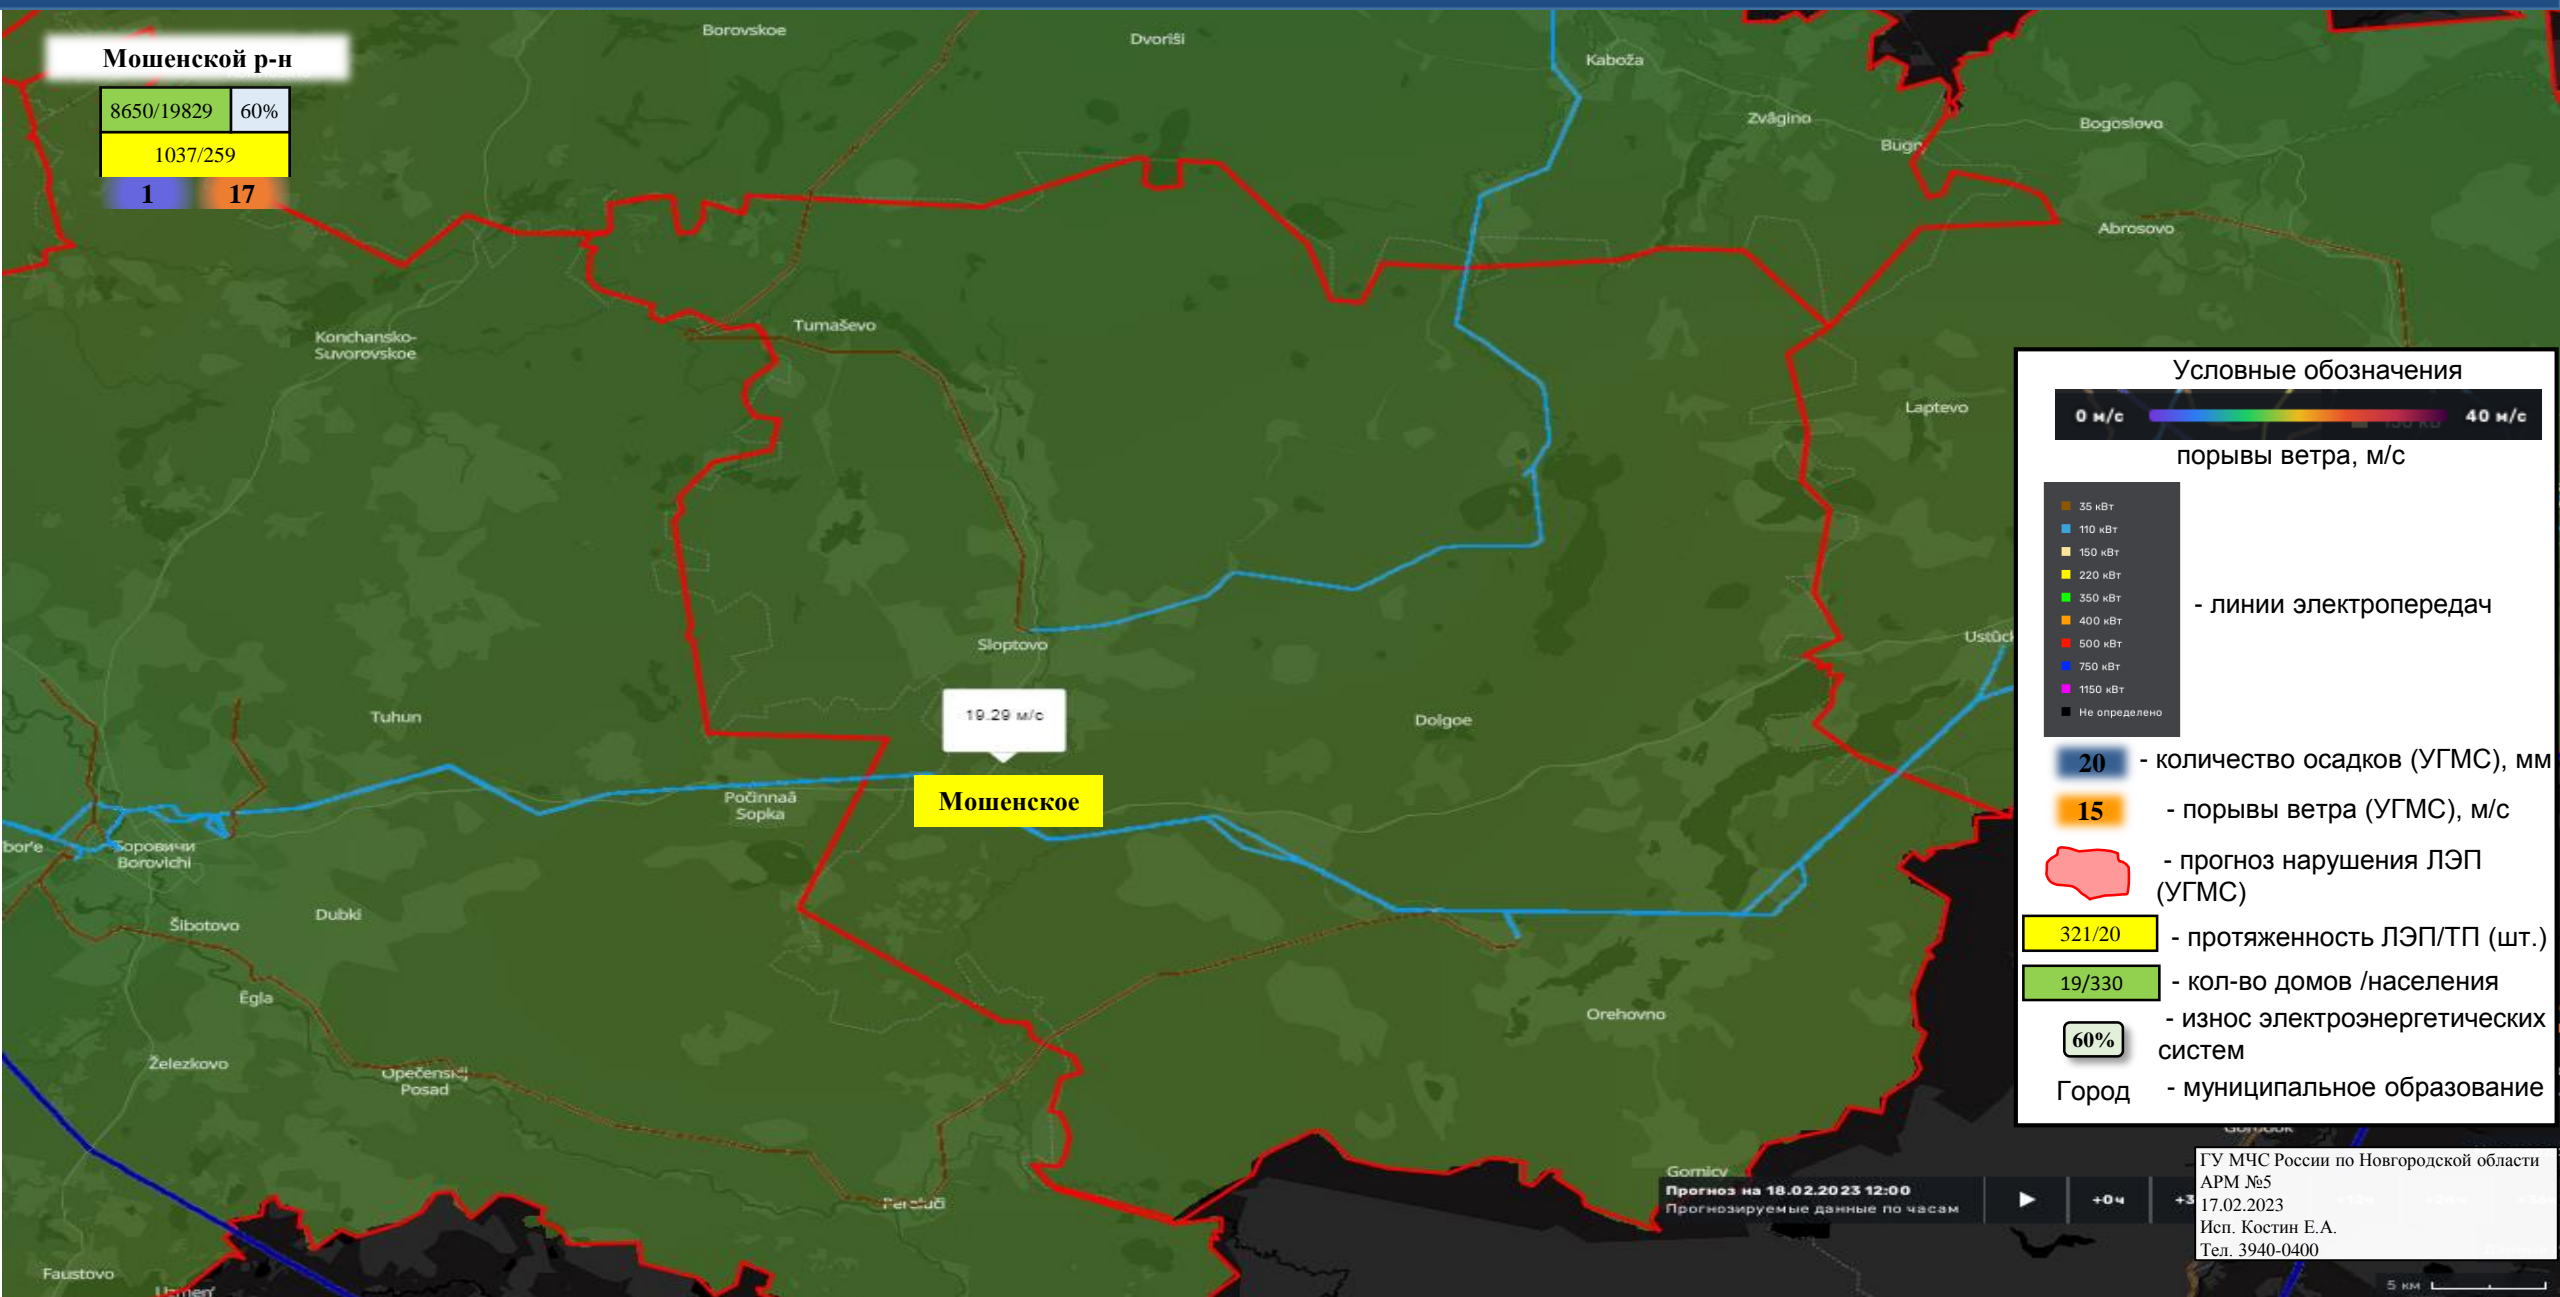 Мошенской р-н
8650/19829 60%
1037/259
1 17
Borovskoe
Dvoriši
Kaboža
Zvâgino
Bugry
Bogoslovo
Abrosovo
Konchansko-
Suvorovskoe
Tumaševo
Laptevo
Sloptovo
Tuhun
19.29 м/с
Dolgoe
Počinnaâ
Sopka
Мошенское
Боровичи
Borovichi
Šibotovo
Dubki
Ëgla
Železkovo
Opečenskij
Posad
Orehovno
Gornicy
Faustovo
Условные обозначения
0 м/с 40 м/с
порывы ветра, м/с
35 кВт
110 кВт
150 кВт
220 кВт
350 кВт
400 кВт
500 кВт
750 кВт
1150 кВт
Не определено
- линии электропередач
20 - количество осадков (УГМС), мм
15 - порывы ветра (УГМС), м/с
- прогноз нарушения ЛЭП
(УГМС)
321/20 - протяженность ЛЭП/ТП (шт.)
19/330 - кол-во домов /населения
60% - износ электроэнергетических
систем
Город - муниципальное образование
Прогноз на 18.02.2023 12:00
Прогнозируемые данные по часам
+0ч
+3
ГУ МЧС России по Новгородской области
АРМ №5
17.02.2023
Исп. Костин Е.А.
Тел. 3940-0400
5 км